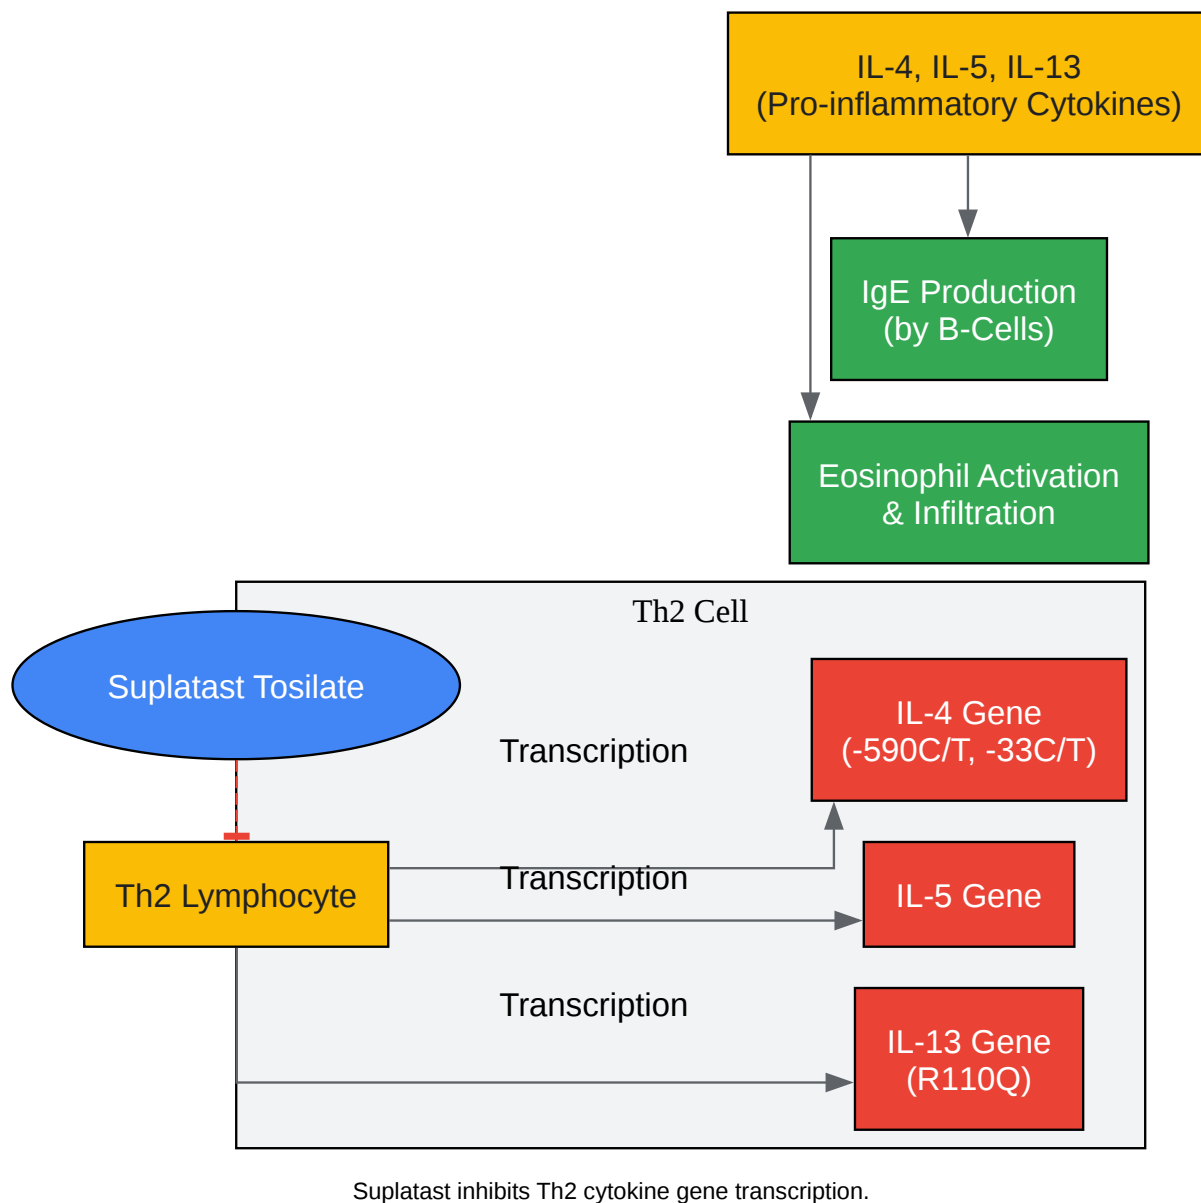 IL-4, IL-5, IL-13
(Pro-inflammatory Cytokines)
IgE Production
(by B-Cells)
Eosinophil Activation
& Infiltration
Th2 Cell
Suplatast Tosilate
IL-4 Gene
(-590C/T, -33C/T)
Transcription
Transcription
Th2 Lymphocyte
IL-5 Gene
Transcription
IL-13 Gene
(R110Q)
Suplatast inhibits Th2 cytokine gene transcription.